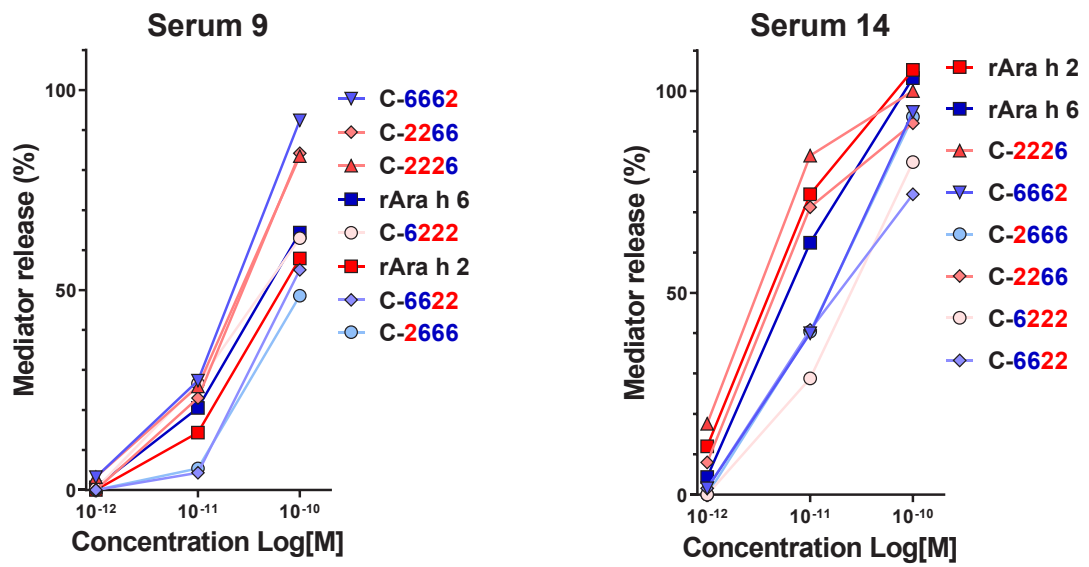 Serum 9
Mediator release (%)
100
50
0
10-12
10-11
10-10
Concentration Log[M]
C-6662
C-2266
C-2226
rAra h 6
C-6222
rAra h 2
C-6622
C-2666
Serum 14
Mediator release (%)
100
50
0
10-12
10-11
10-10
Concentration Log[M]
rAra h 2
rAra h 6
C-2226
C-6662
C-2666
C-2266
C-6222
C-6622